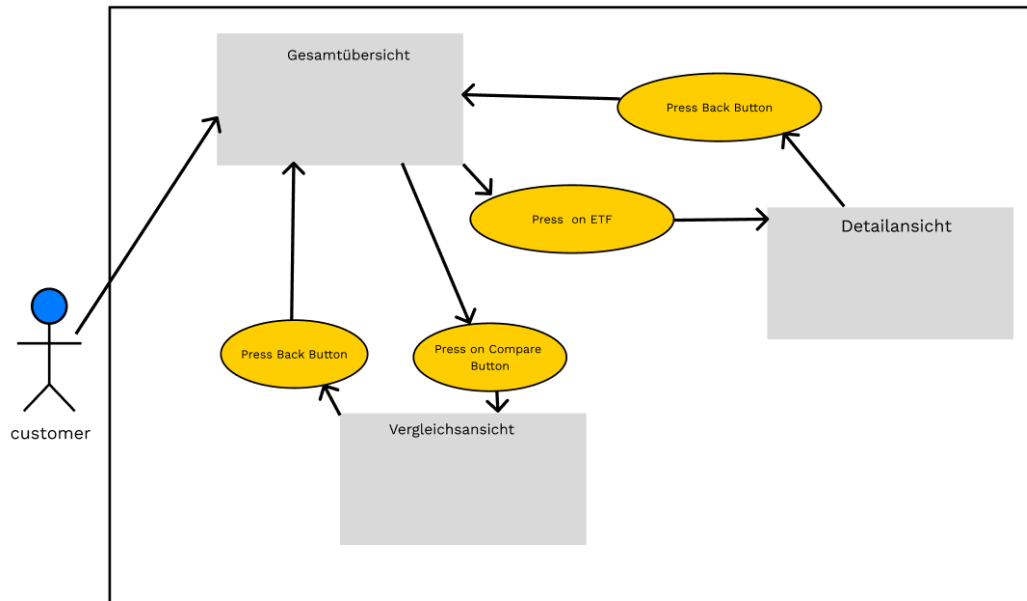 Gesamtübersicht
Press Back Button
Press on ETF
Detailansicht
Press Back Button
Press on Compare
Button
Vergleichsansicht
customer